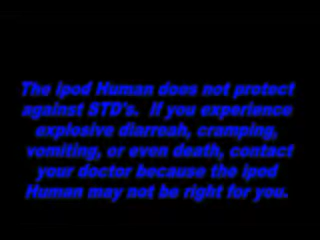 The Ipod Human does not protect
against STD's. If you experience
explosive diarreah, cramping,
vomiting, or even death, contact
your doctor because the Ipod
Human may not be right for you.